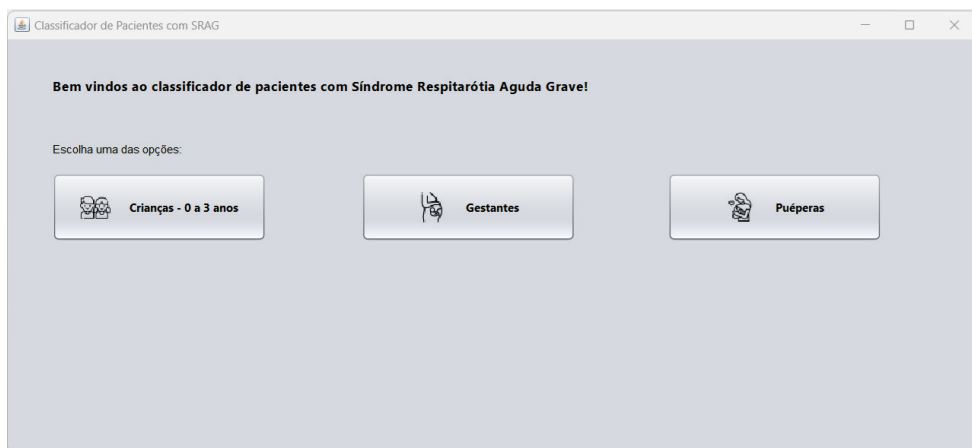 Classificador de Pacientes com SRAG
Bem vindos ao classificador de pacientes com Síndrome Respitarótia Aguda Grave!
Escolha uma das opções:
Crianças - 0 a 3 anos
Gestantes
Puéperas